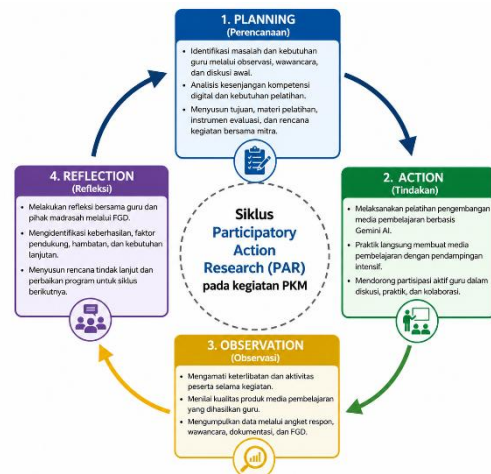 1. PLANNING
(Perencanaan)
• Identifikasi masalah dan kebutuhan
guru melalui observasi, wawancara,
dan diskusi awal.
• Analisis kesenjangan kompetensi
digital dan kebutuhan pelatihan.
• Menyusun tujuan, materi pelatihan,
instrumen evaluasi, dan rencana
kegiatan bersama mitra.
2. ACTION
(Tindakan)
• Melaksanakan pelatihan pengembangan
media pembelajaran berbasis
Gemini AI.
• Praktik langsung membuat media
pembelajaran dengan pendampingan
intensif.
• Mendorong partisipasi aktif guru dalam
diskusi, praktik, dan kolaborasi.
3. OBSERVATION
(Observasi)
• Mengamati keterlibatan dan aktivitas
peserta selama kegiatan.
• Menilai kualitas produk media pembelajaran
yang dihasilkan guru.
• Mengumpulkan data melalui angket respon,
wawancara, dokumentasi, dan FGD.
4. REFLECTION
(Refleksi)
• Melakukan refleksi bersama guru dan
pihak madrasah melalui FGD.
• Mengidentifikasi keberhasilan, faktor
pendukung, hambatan, dan kebutuhan
lanjutan.
• Menyusun rencana tindak lanjut dan
perbaikan program untuk siklus
berikutnya.
Siklus
Participatory
Action
Research (PAR)
pada kegiatan PKM